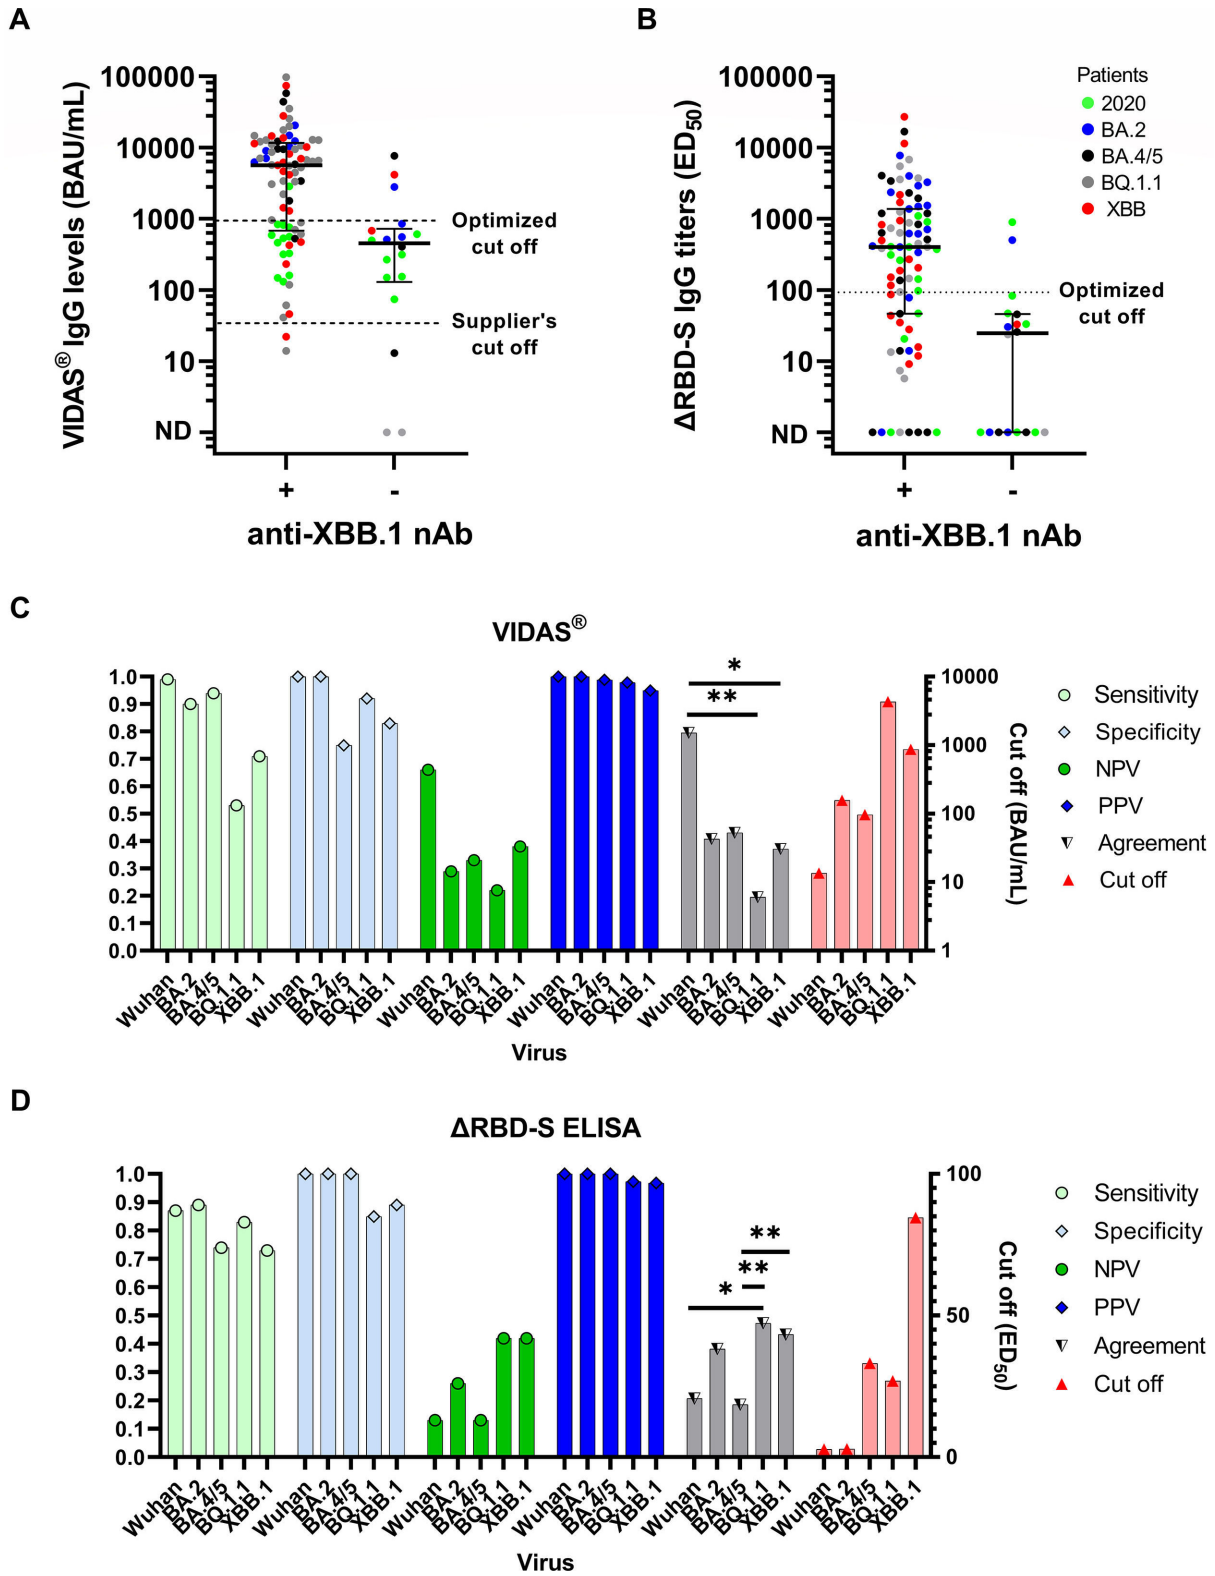 A
VIDAS® IgG levels (BAU/mL)
100000
10000
1000
100
10
ND
Optimized
cut off
Supplier's
cut off
+
-
anti-XBB.1 nAb
B
ΔRBD-S IgG titers (ED50)
100000
10000
1000
100
10
ND
Patients
2020
BA.2
BA.4/5
BQ.1.1
XBB
Optimized
cut off
+
-
anti-XBB.1 nAb
C
VIDAS®
1.0
0.9
0.8
0.7
0.6
0.5
0.4
0.3
0.2
0.1
0.0
*
**
10000
1000
100
10
1
Cut off (BAU/mL)
Sensitivity
Specificity
NPV
PPV
Agreement
Cut off
Wuhan
BA.2
BA.4/5
BQ.1.1
XBB.1
Wuhan
BA.2
BA.4/5
BQ.1.1
XBB.1
Wuhan
BA.2
BA.4/5
BQ.1.1
XBB.1
Wuhan
BA.2
BA.4/5
BQ.1.1
XBB.1
Wuhan
BA.2
BA.4/5
BQ.1.1
XBB.1
Wuhan
BA.2
BA.4/5
BQ.1.1
XBB.1
Virus
D
ΔRBD-S ELISA
1.0
0.9
0.8
0.7
0.6
0.5
0.4
0.3
0.2
0.1
0.0
**
**
*
100
50
0
Cut off (ED50)
Sensitivity
Specificity
NPV
PPV
Agreement
Cut off
Wuhan
BA.2
BA.4/5
BQ.1.1
XBB.1
Wuhan
BA.2
BA.4/5
BQ.1.1
XBB.1
Wuhan
BA.2
BA.4/5
BQ.1.1
XBB.1
Wuhan
BA.2
BA.4/5
BQ.1.1
XBB.1
Wuhan
BA.2
BA.4/5
BQ.1.1
XBB.1
Wuhan
BA.2
BA.4/5
BQ.1.1
XBB.1
Virus